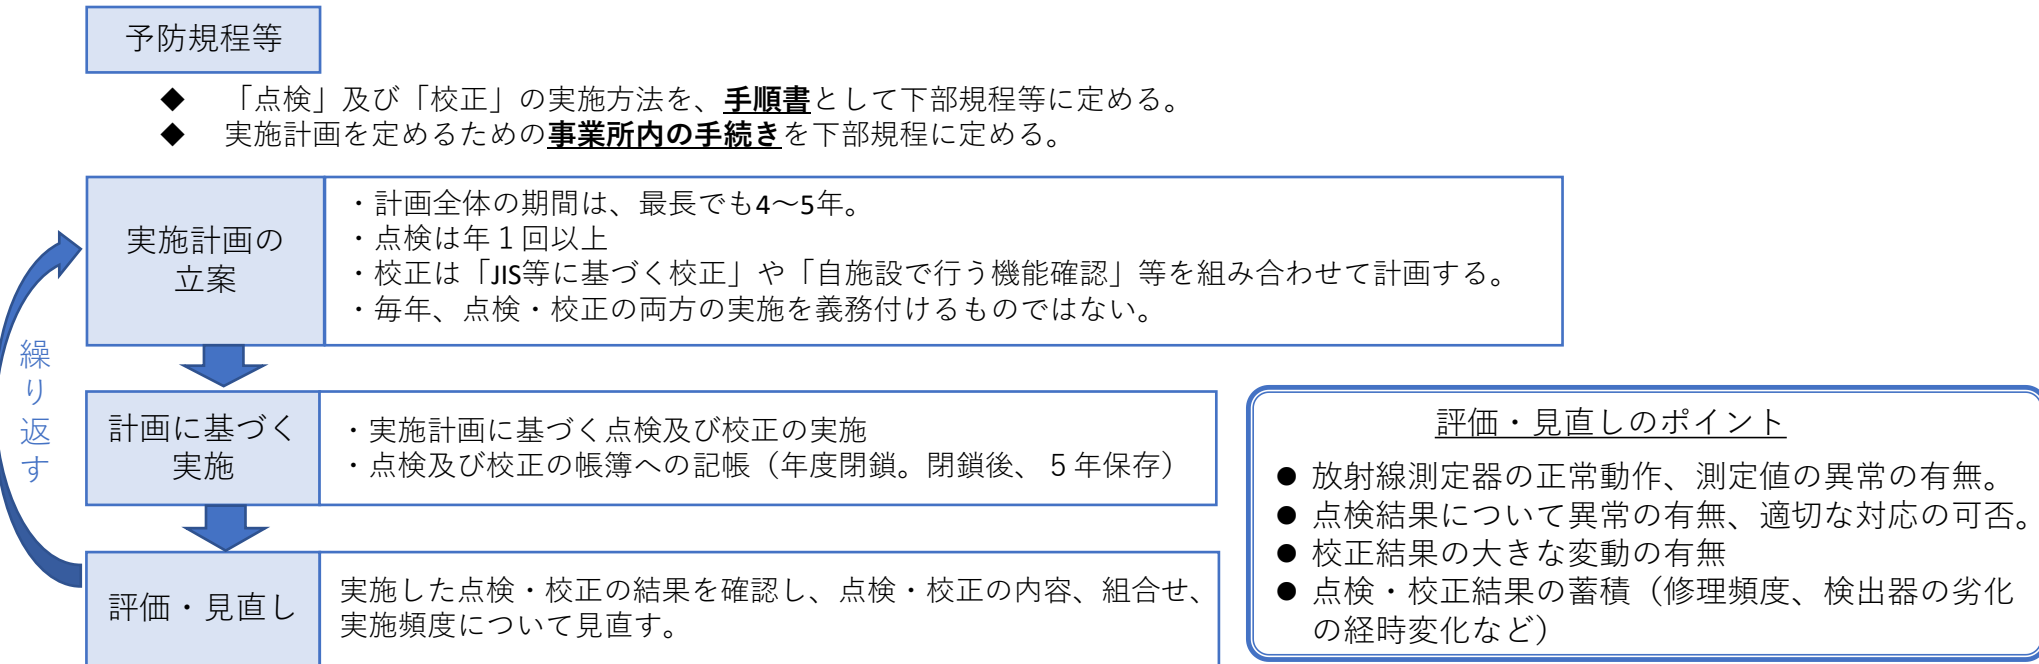 予防規程等
◆ 「点検」及び「校正」の実施方法を、手順書として下部規程等に定める。
◆ 実施計画を定めるための事業所内の手続きを下部規程に定める。
実施計画の
立案
・計画全体の期間は、最長でも4～5年。
・点検は年１回以上
・校正は「JIS等に基づく校正」や「自施設で行う機能確認」等を組み合わせて計画する。
・毎年、点検・校正の両方の実施を義務付けるものではない。
繰り返す
計画に基づく
実施
・実施計画に基づく点検及び校正の実施
・点検及び校正の帳簿への記帳（年度閉鎖。閉鎖後、５年保存）
評価・見直し
実施した点検・校正の結果を確認し、点検・校正の内容、組合せ、
実施頻度について見直す。
評価・見直しのポイント
● 放射線測定器の正常動作、測定値の異常の有無。
● 点検結果について異常の有無、適切な対応の可否。
● 校正結果の大きな変動の有無
● 点検・校正結果の蓄積（修理頻度、検出器の劣化
の経時変化など）